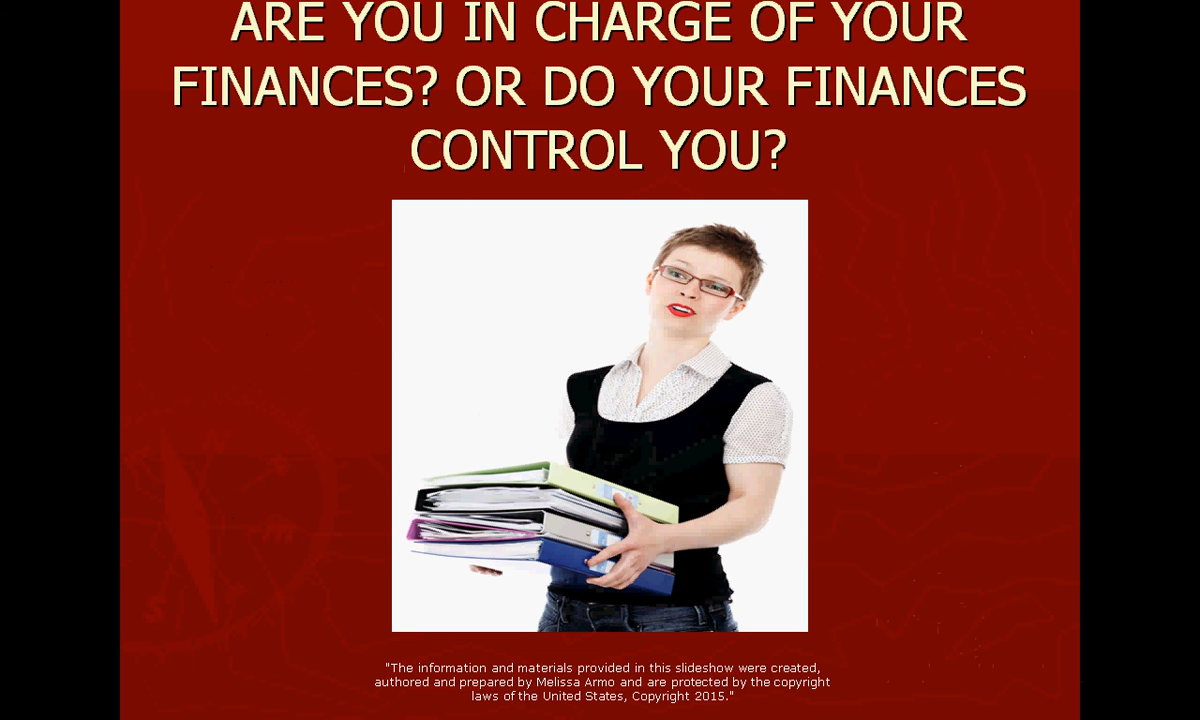 ARE YOU IN CHARGE OF YOUR
FINANCES? OR DO YOUR FINANCES
CONTROL YOU?
"The information and materials provided in this slideshow were created,
authored and prepared by Melissa Armo and are protected by the copyright
laws of the United States, Copyright 2015."